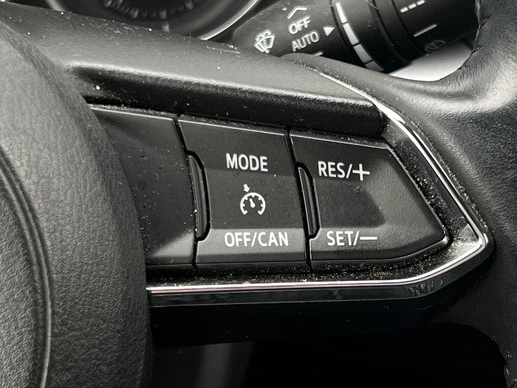 OFF
AUTO
MODE
OFF/CAN
RES/+
SET/—